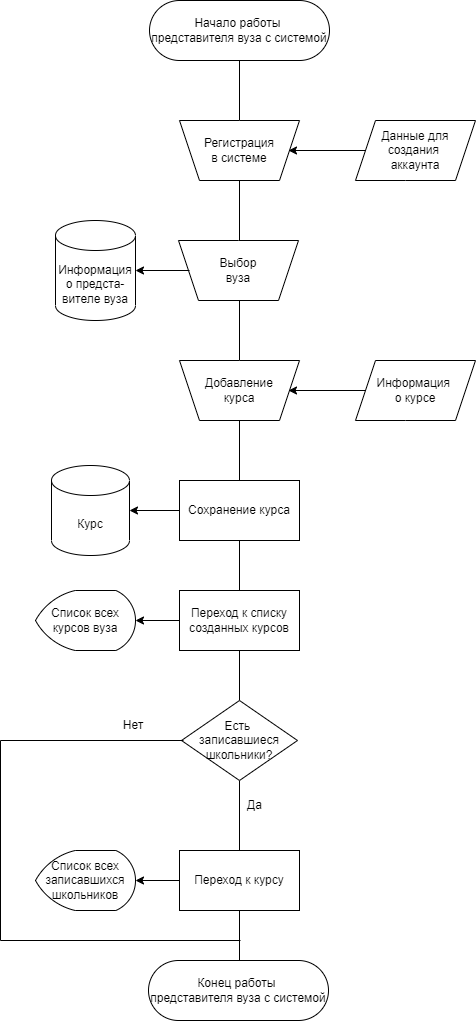 Начало работы
представителя вуза с системой
Регистрация
в системе
Данные для
создания
аккаунта
Информация
о предста-
вителе вуза
Выбор
вуза
Добавление
курса
Информация
о курсе
Курс
Сохранение курса
Список всех
курсов вуза
Переход к списку
созданных курсов
Нет
Есть
записавшиеся
школьники?
Да
Список всех
записавшихся
школьников
Переход к курсу
Конец работы
представителя вуза с системой